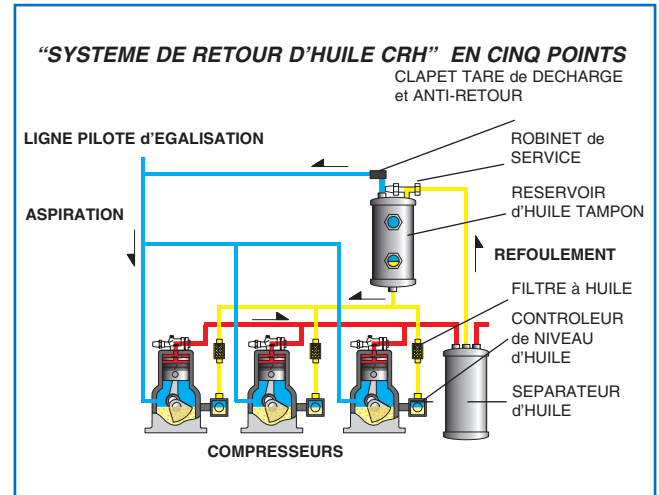 “SYSTEME DE RETOUR D’HUILE CRH” EN CINQ POINTS
CLAPET TARE de DECHARGE
et ANTI-RETOUR
LIGNE PILOTE d’EGALISATION
ROBINET de
SERVICE
RESERVOIR
d’HUILE TAMPON
ASPIRATION
REFOULEMENT
FILTRE à HUILE
CONTROLEUR
de NIVEAU
d’HUILE
SEPARATEUR
d’HUILE
COMPRESSEURS